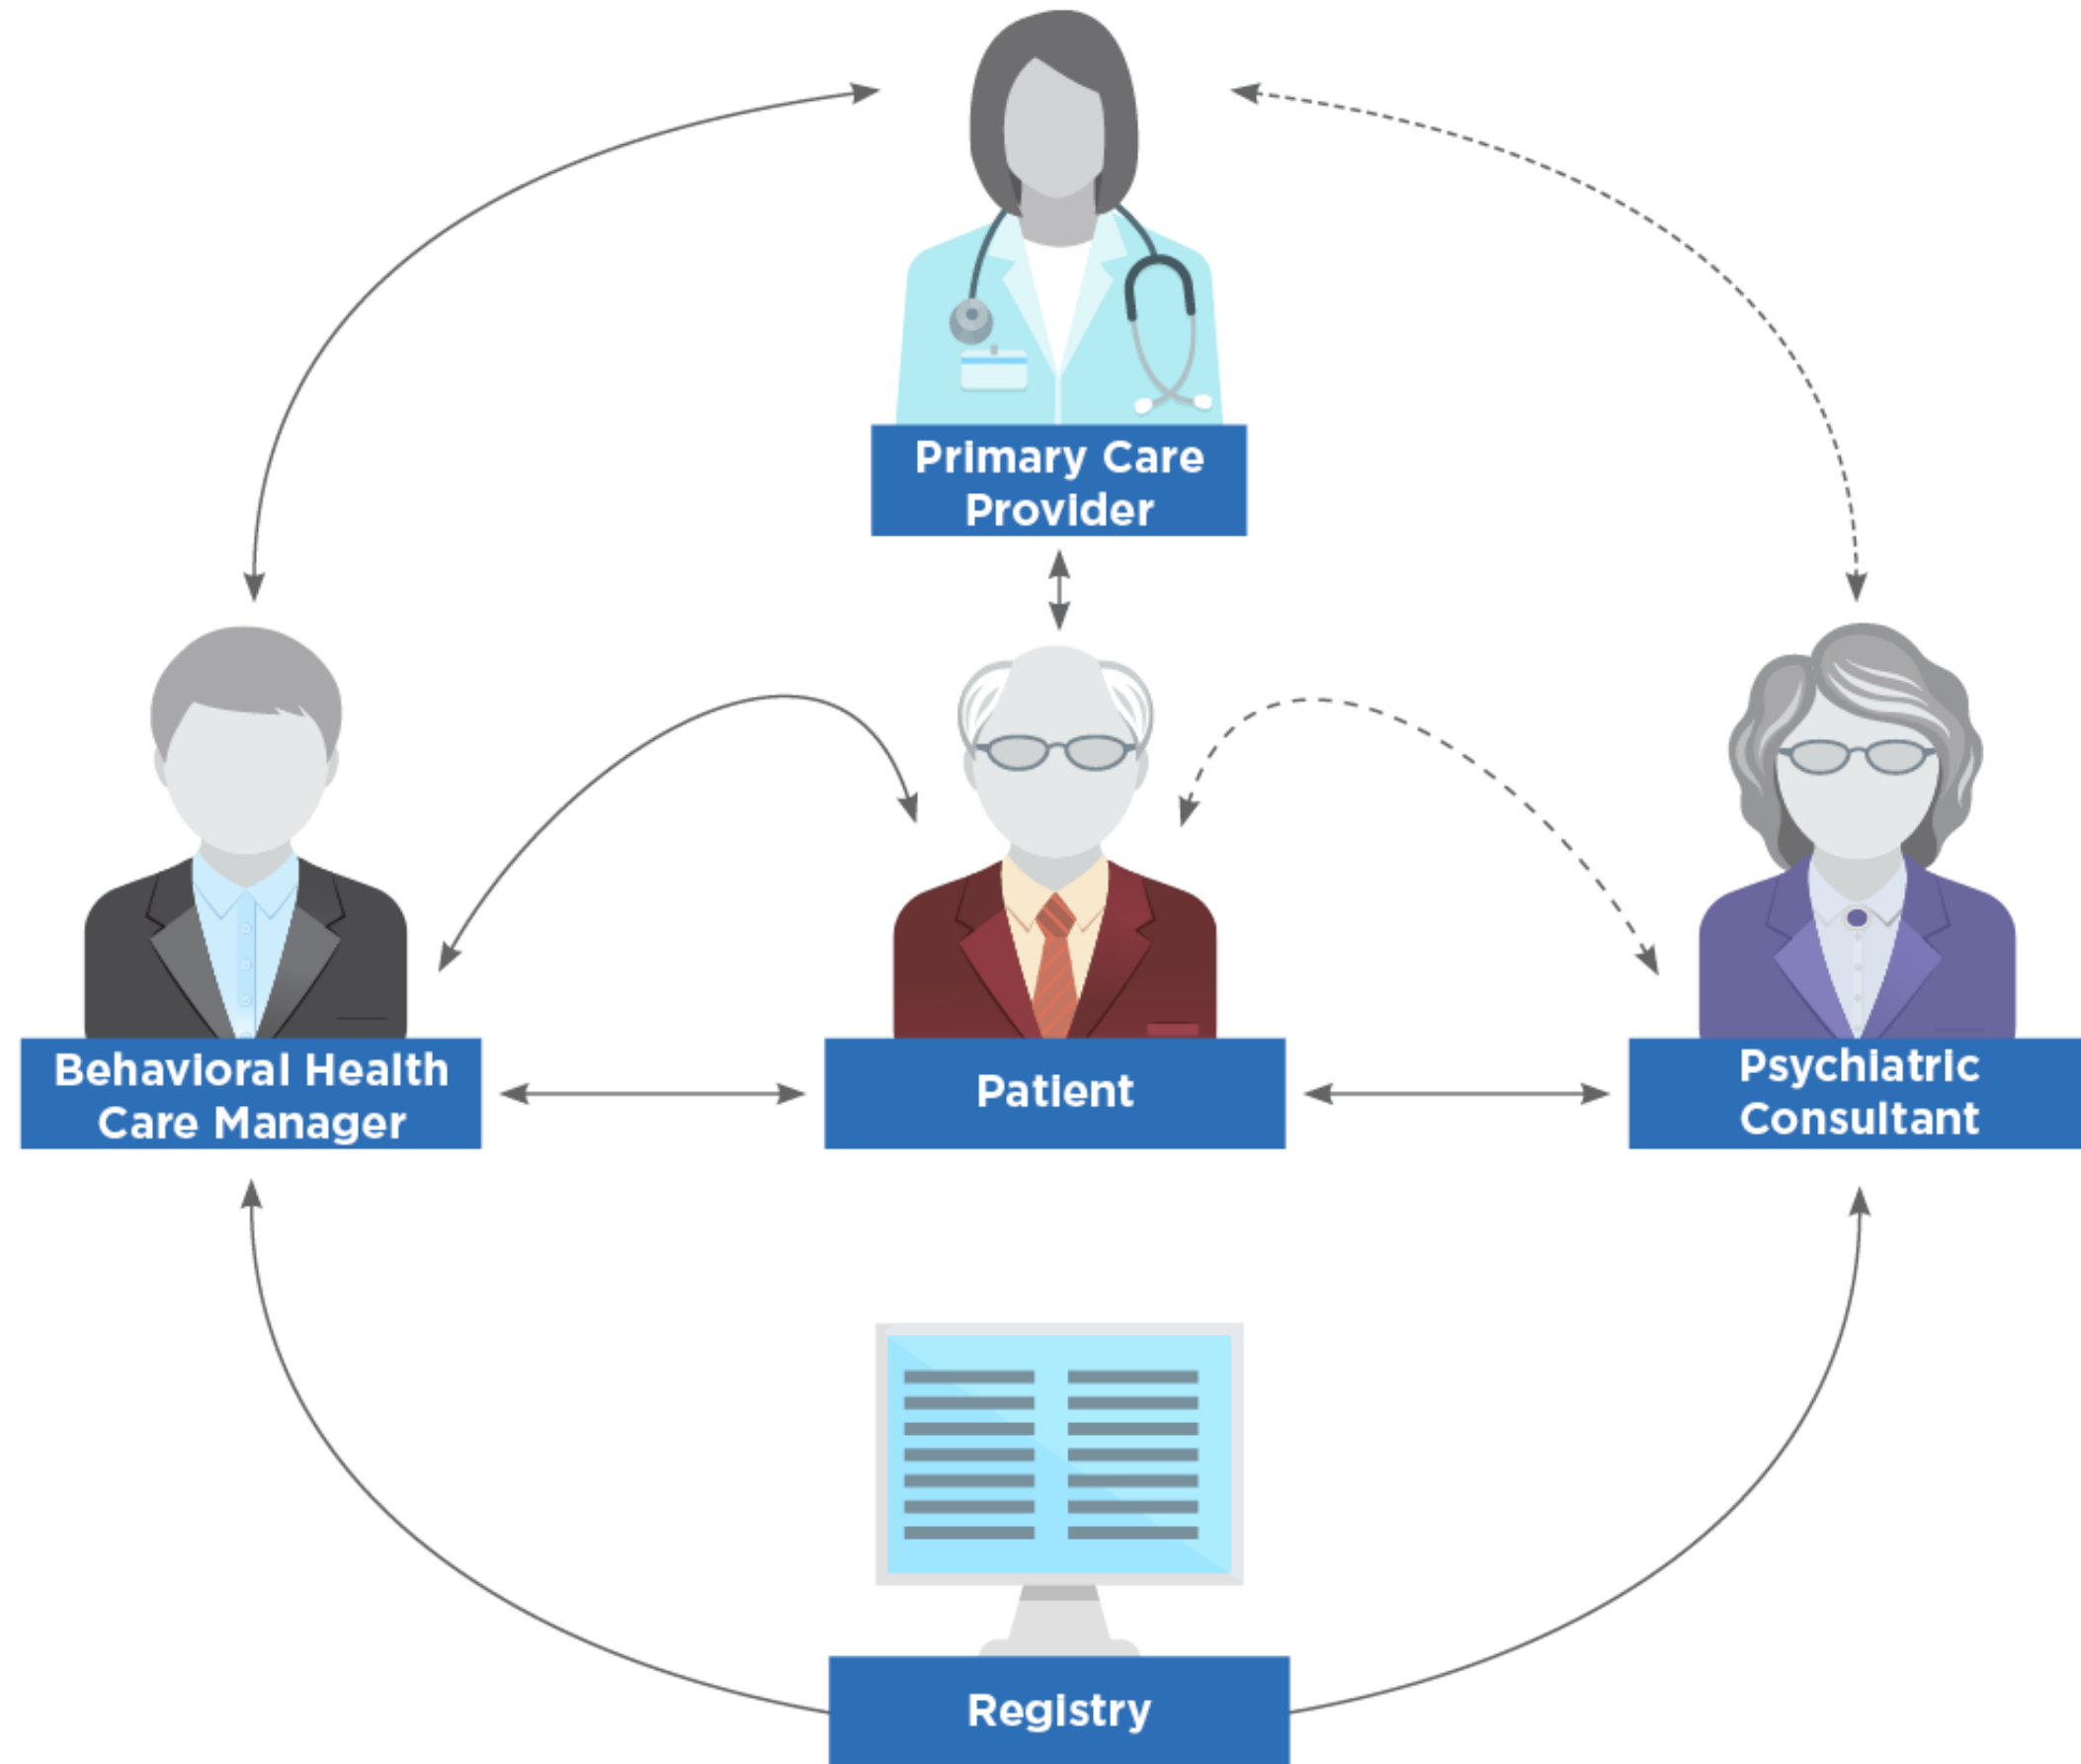 Primary Care
Provider
Behavioral Health
Care Manager
Patient
Psychiatric
Consultant
Registry